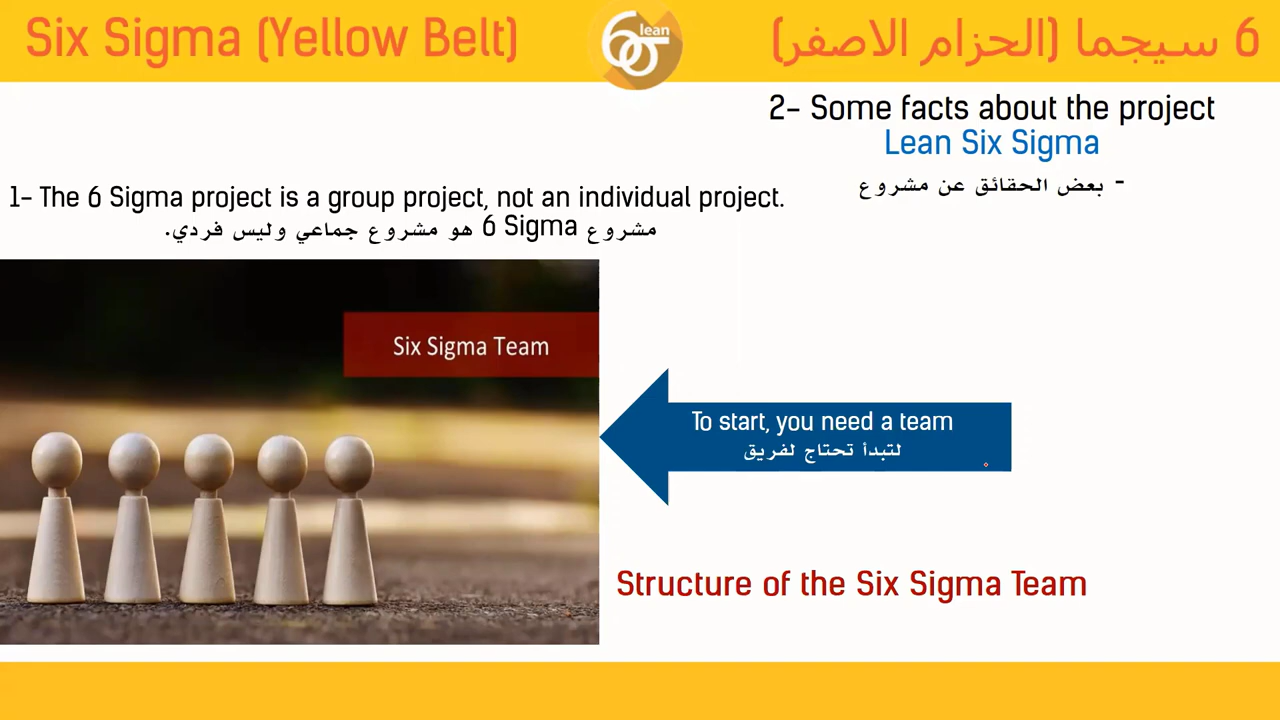 Six Sigma (Yellow Belt)
lean
6σ
6 سيجما (الحزام الاصفر)
2- Some facts about the project
Lean Six Sigma
- بعض الحقائق عن مشروع
1- The 6 Sigma project is a group project, not an individual project.
مشروع 6 Sigma هو مشروع جماعي وليس فردي.
Six Sigma Team
To start, you need a team
لتبدأ تحتاج لفريق
Structure of the Six Sigma Team